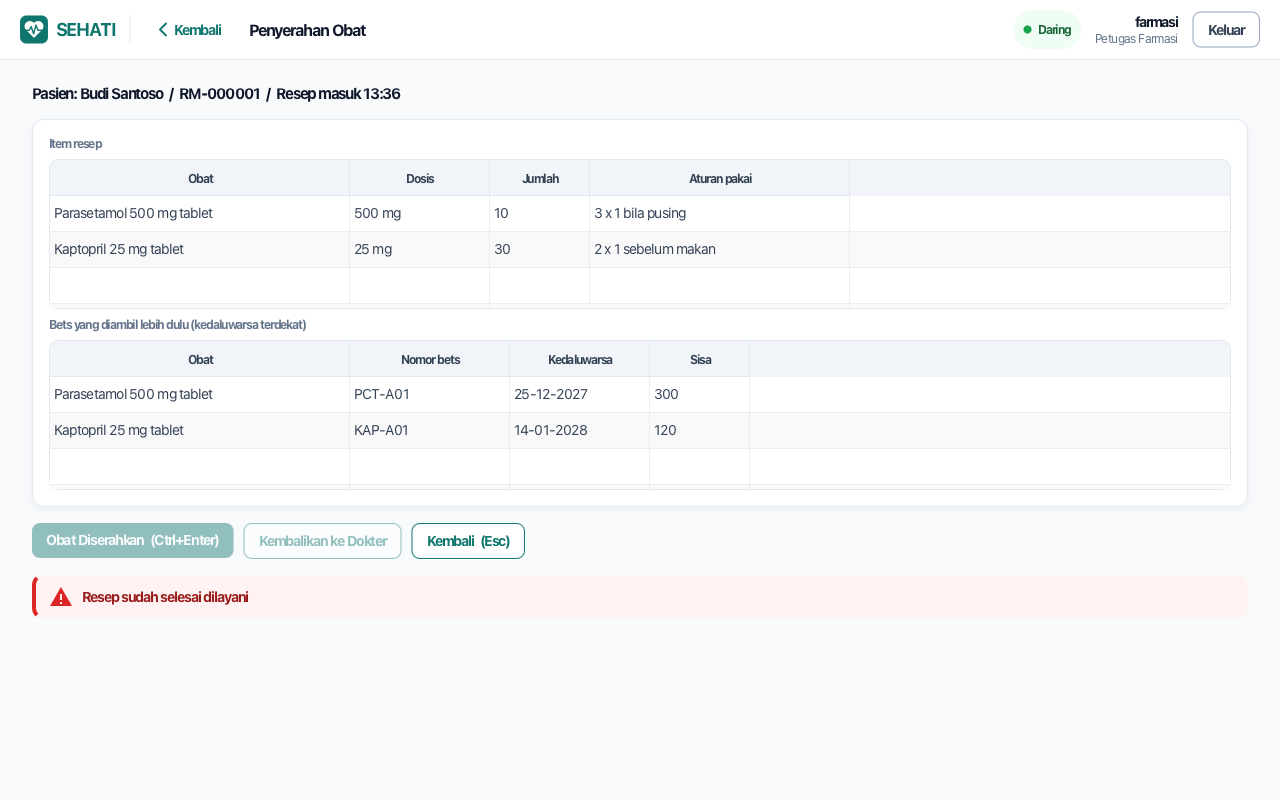 SEHATI
Kembali
Penyerahan Obat
Daring
farmasi
Petugas Farmasi
Keluar
Pasien: Budi Santoso / RM-000001 / Resep masuk 13:36
Item resep
Obat Dosis Jumlah Aturan pakai
Parasetamol 500 mg tablet 500 mg 10 3 x 1 bila pusing
Kaptopril 25 mg tablet 25 mg 30 2 x 1 sebelum makan
Bets yang diambil lebih dulu (kedaluwarsa terdekat)
Obat Nomor bets Kedaluwarsa Sisa
Parasetamol 500 mg tablet PCT-A01 25-12-2027 300
Kaptopril 25 mg tablet KAP-A01 14-01-2028 120
Obat Diserahkan (Ctrl+Enter) Kembalikan ke Dokter Kembali (Esc)
Resep sudah selesai dilayani